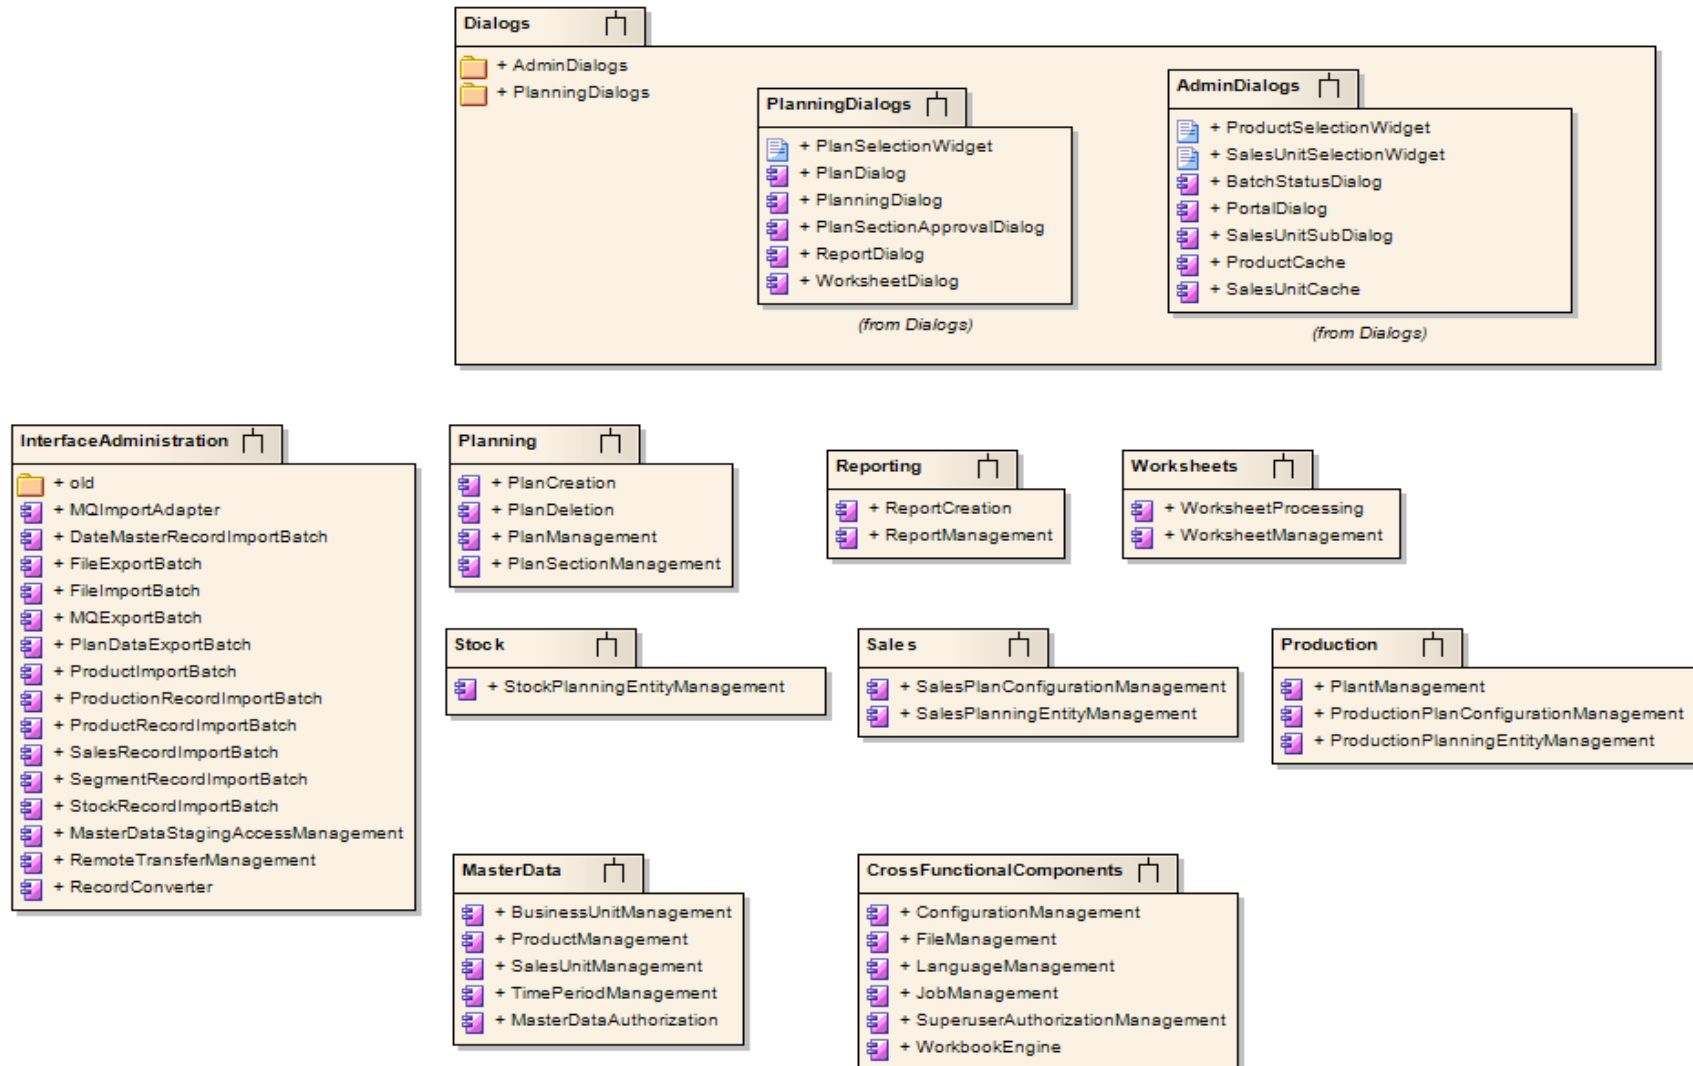 Dialogs
+ AdminDialogs
+ PlanningDialogs
PlanningDialogs
+ PlanSelectionWidget
+ PlanDialog
+ PlanningDialog
+ PlanSectionApprovalDialog
+ ReportDialog
+ WorksheetDialog
(from Dialogs)
AdminDialogs
+ ProductSelectionWidget
+ SalesUnitSelectionWidget
+ BatchStatusDialog
+ PortalDialog
+ SalesUnitSubDialog
+ ProductCache
+ SalesUnitCache
(from Dialogs)
InterfaceAdministration
+ old
+ MQImportAdapter
+ DateMasterRecordImportBatch
+ FileExportBatch
+ FileImportBatch
+ MQExportBatch
+ PlanDataExportBatch
+ ProductImportBatch
+ ProductionRecordImportBatch
+ ProductRecordImportBatch
+ SalesRecordImportBatch
+ SegmentRecordImportBatch
+ StockRecordImportBatch
+ MasterDataStagingAccessManagement
+ RemoteTransferManagement
+ RecordConverter
Planning
+ PlanCreation
+ PlanDeletion
+ PlanManagement
+ PlanSectionManagement
Reporting
+ ReportCreation
+ ReportManagement
Worksheets
+ WorksheetProcessing
+ WorksheetManagement
Stock
+ StockPlanningEntityManagement
Sales
+ SalesPlanConfigurationManagement
+ SalesPlanningEntityManagement
Production
+ PlantManagement
+ ProductionPlanConfigurationManagement
+ ProductionPlanningEntityManagement
MasterData
+ BusinessUnitManagement
+ ProductManagement
+ SalesUnitManagement
+ TimePeriodManagement
+ MasterDataAuthorization
CrossFunctionalComponents
+ ConfigurationManagement
+ FileManagement
+ LanguageManagement
+ JobManagement
+ SuperuserAuthorizationManagement
+ WorkbookEngine